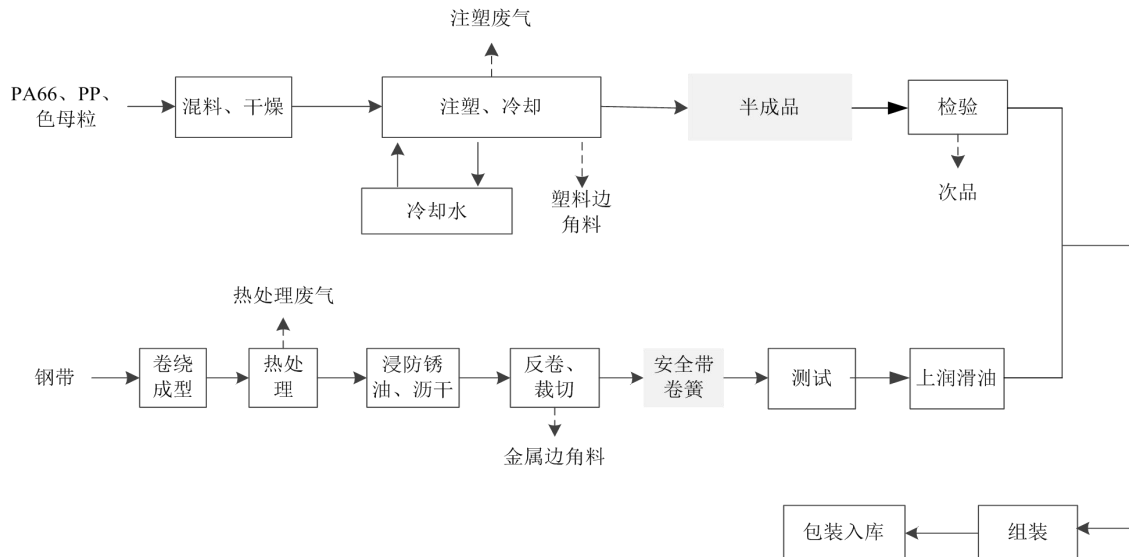 注塑废气
PA66、PP、
色母粒
混料、干燥
注塑、冷却
半成品
检验
冷却水
塑料边
角料
次品
热处理废气
钢带
卷绕
成型
热处
理
浸防锈
油、沥干
反卷、
裁切
安全带
卷簧
测试
上润滑油
金属边角料
包装入库
组装